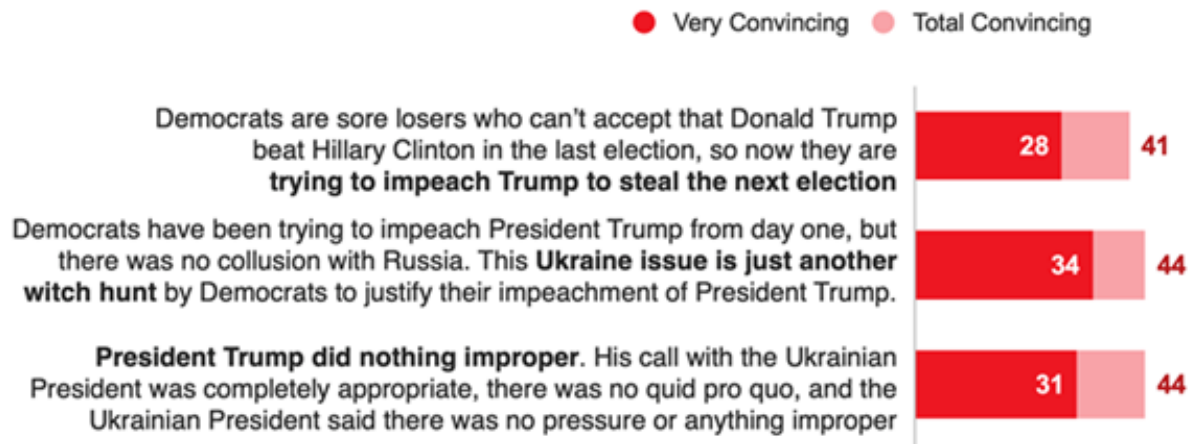 Very Convincing Total Convincing
Democrats are sore losers who can't accept that Donald Trump
beat Hillary Clinton in the last election, so now they are
trying to impeach Trump to steal the next election
28 41
Democrats have been trying to impeach President Trump from day one, but
there was no collusion with Russia. This Ukraine issue is just another
witch hunt by Democrats to justify their impeachment of President Trump.
34 44
President Trump did nothing improper. His call with the Ukrainian
President was completely appropriate, there was no quid pro quo, and the
Ukrainian President said there was no pressure or anything improper
31 44